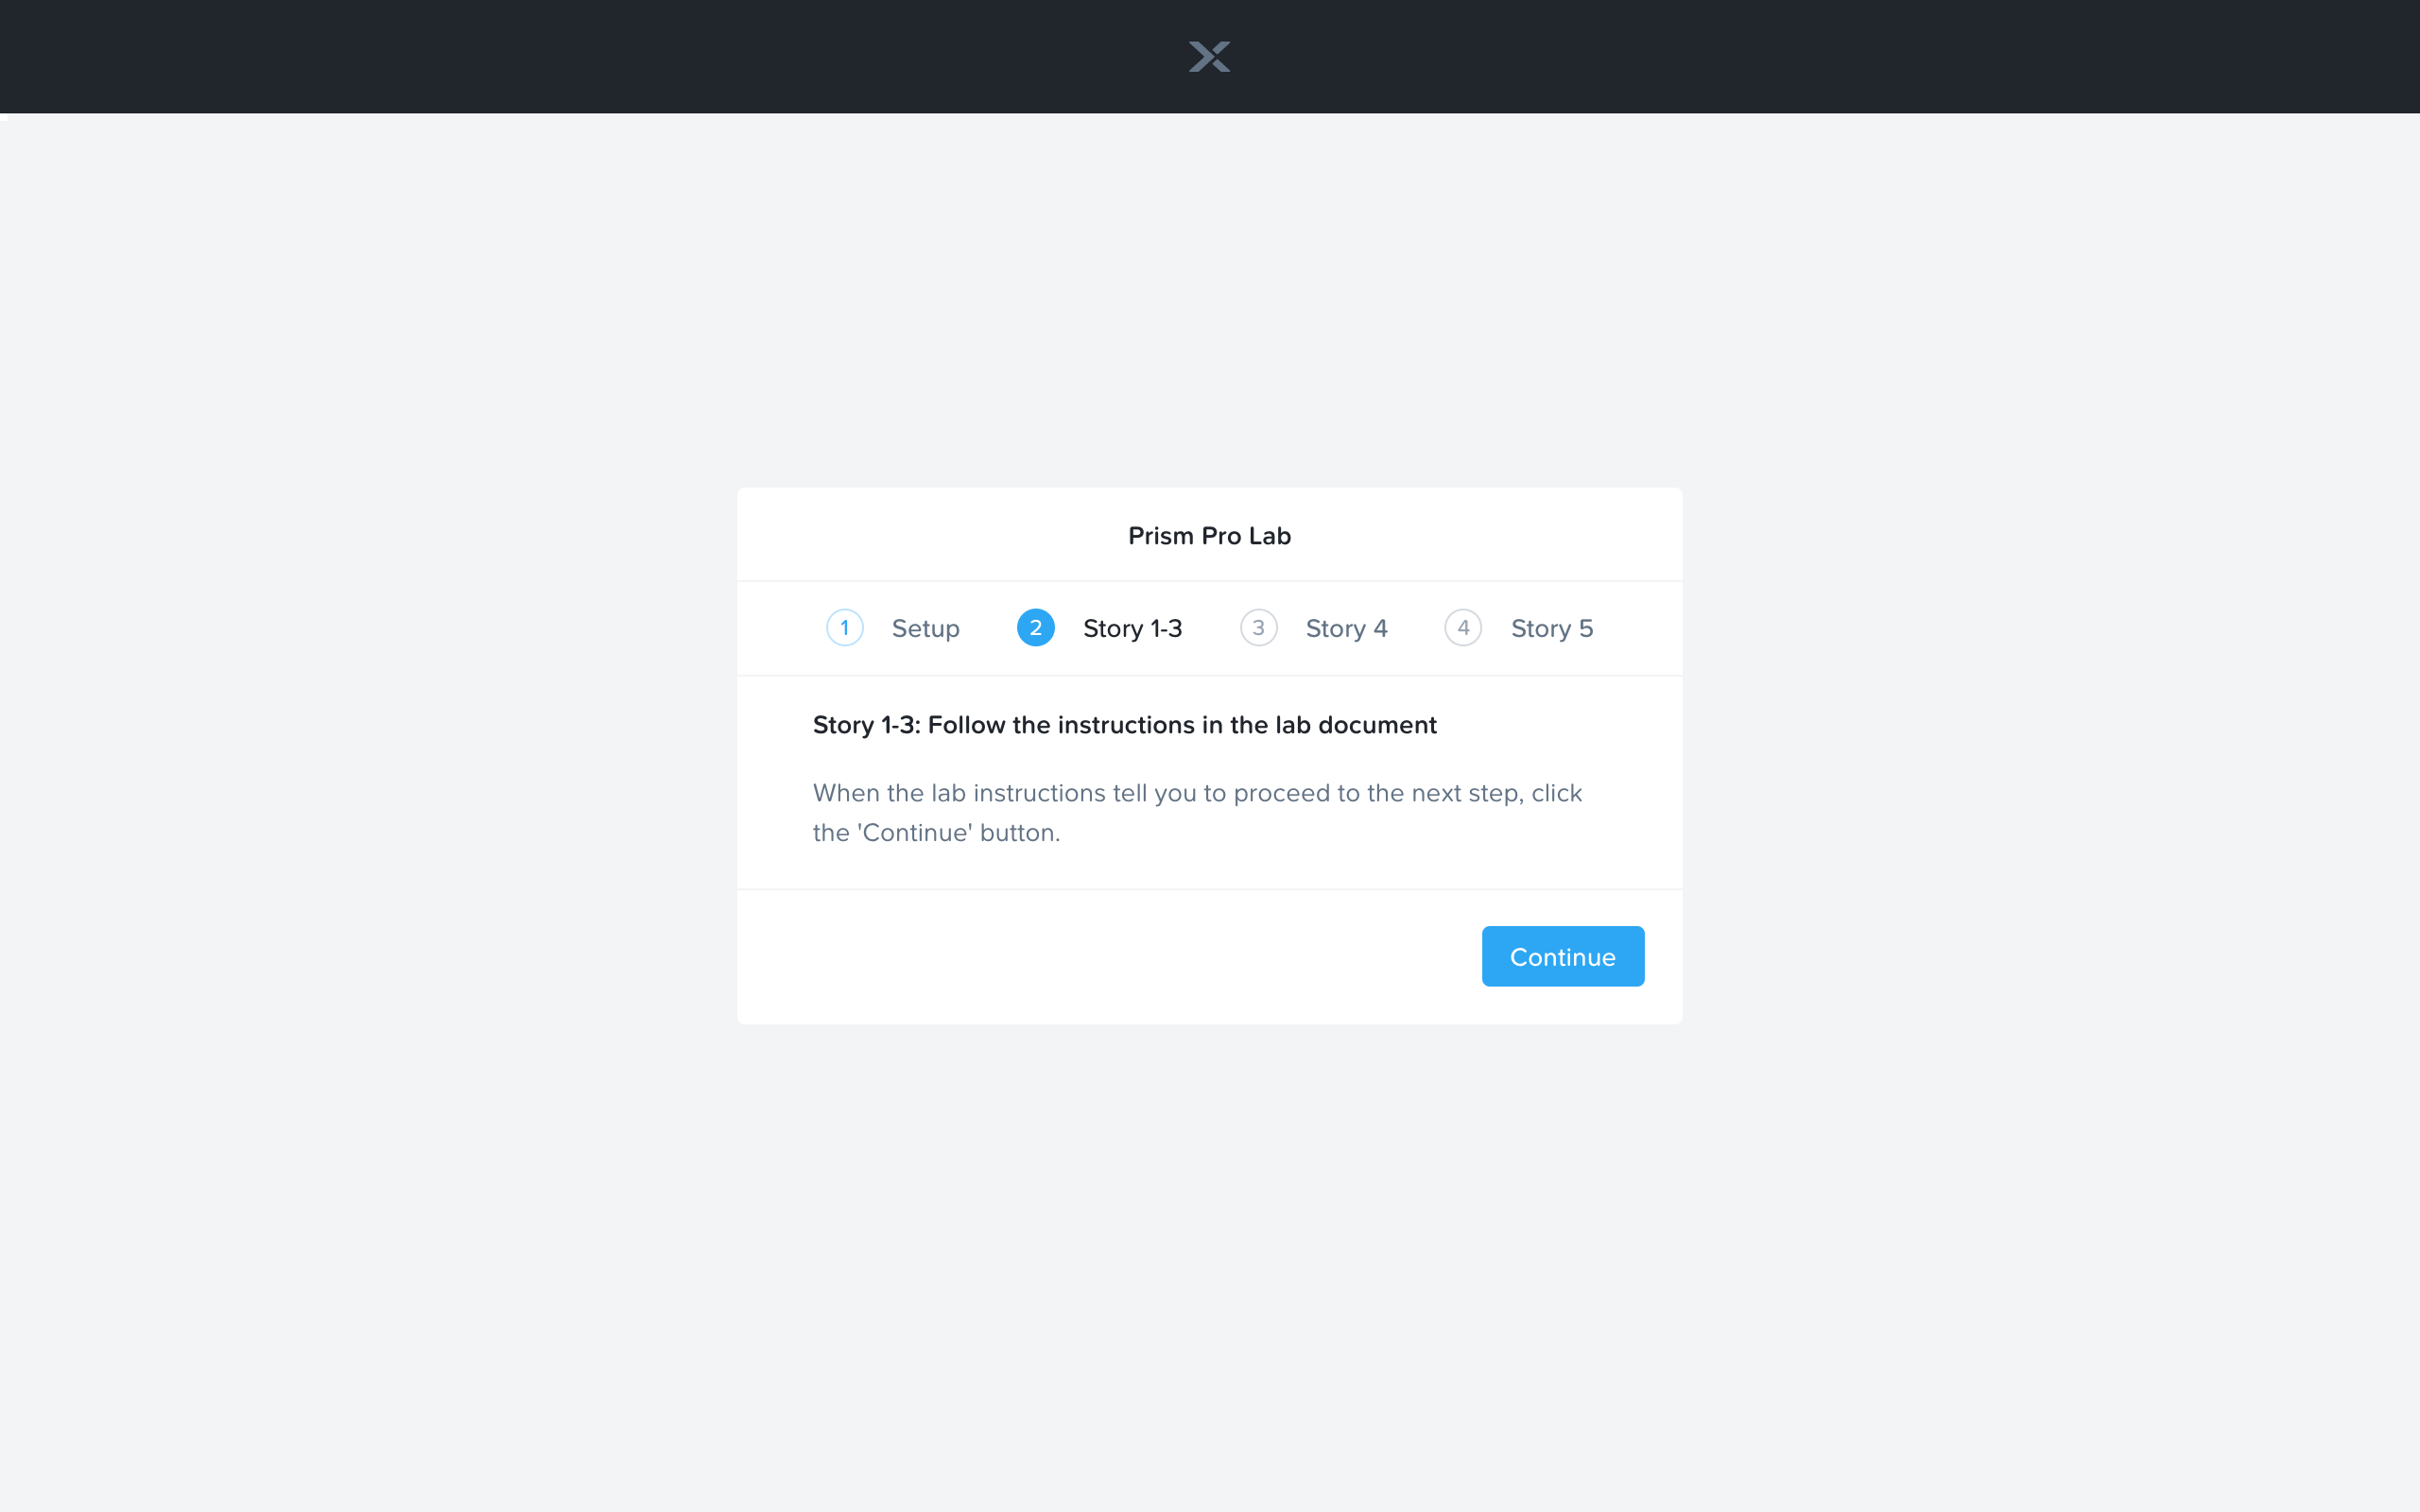 Prism Pro Lab
1 Setup 2 Story 1-3 3 Story 4 4 Story 5
Story 1-3: Follow the instructions in the lab document
When the lab instructions tell you to proceed to the next step, click
the 'Continue' button.
Continue